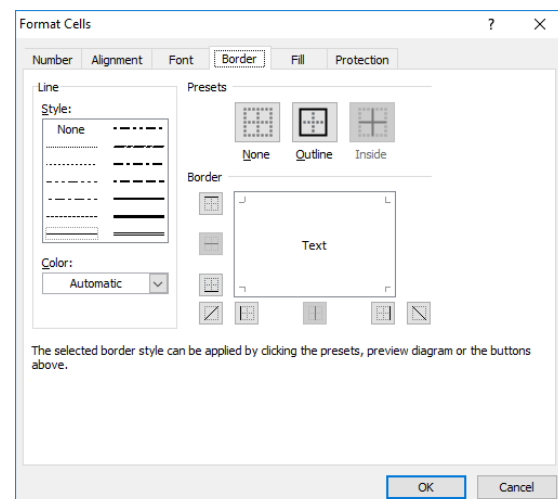 Format Cells ? ×
Number Alignment Font Border Fill Protection
Line
Style:
None
Color:
Automatic
Presets
None Outline Inside
Border
Text
The selected border style can be applied by clicking the presets, preview diagram or the buttons
above.
OK Cancel